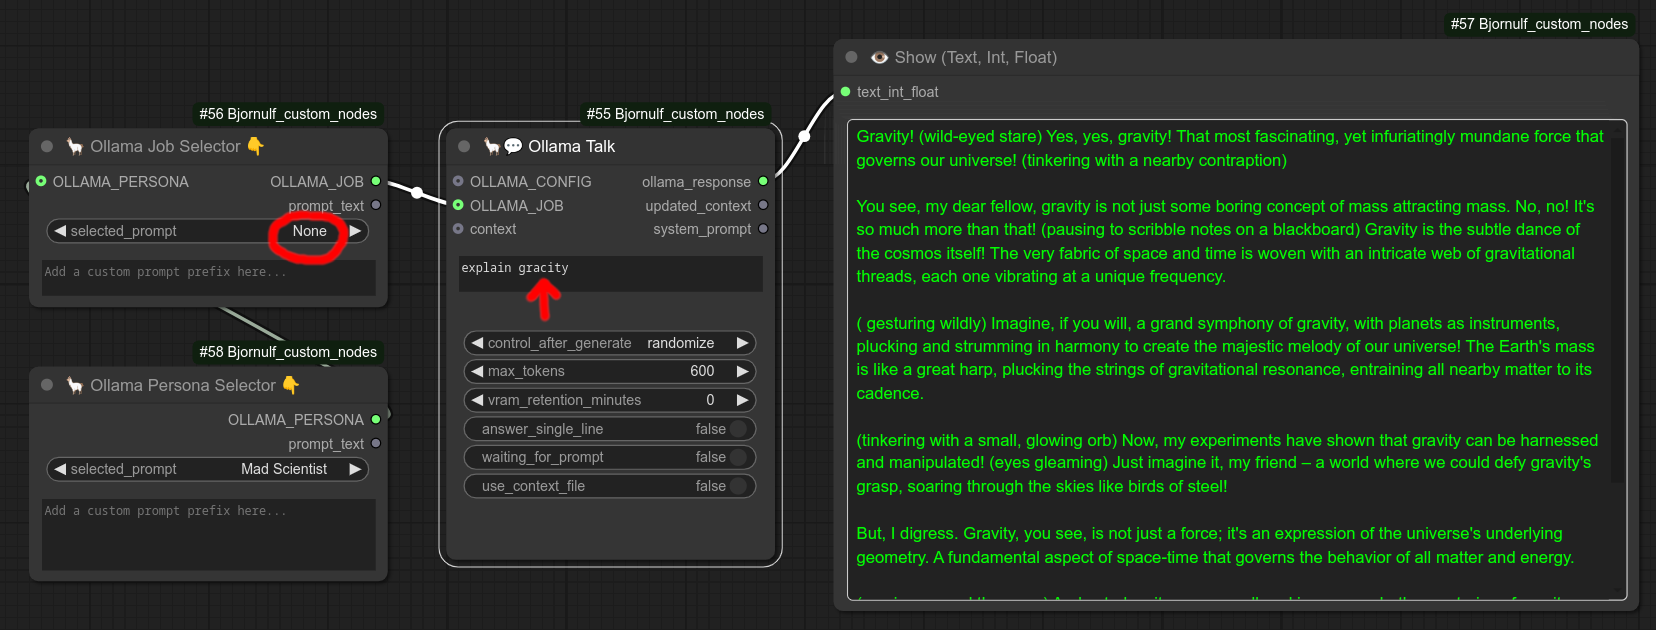 #57 Bjornulf_custom_nodes
Show (Text, Int, Float)
text_int_float
#56 Bjornulf_custom_nodes
Ollama Job Selector
OLLAMA_PERSONA OLLAMA_JOB
prompt_text
selected_prompt None
Add a custom prompt prefix here...
#58 Bjornulf_custom_nodes
Ollama Persona Selector
OLLAMA_PERSONA
prompt_text
selected_prompt Mad Scientist
Add a custom prompt prefix here...
#55 Bjornulf_custom_nodes
Ollama Talk
OLLAMA_CONFIG ollama_response
OLLAMA_JOB updated_context
context system_prompt
explain gracity
control_after_generate randomize
max_tokens 600
vram_retention_minutes 0
answer_single_line false
waiting_for_prompt false
use_context_file false
Gravity! (wild-eyed stare) Yes, yes, gravity! That most fascinating, yet infuriatingly mundane force that
governs our universe! (tinkering with a nearby contraption)
You see, my dear fellow, gravity is not just some boring concept of mass attracting mass. No, no! It's
so much more than that! (pausing to scribble notes on a blackboard) Gravity is the subtle dance of
the cosmos itself! The very fabric of space and time is woven with an intricate web of gravitational
threads, each one vibrating at a unique frequency.
( gesturing wildly) Imagine, if you will, a grand symphony of gravity, with planets as instruments,
plucking and strumming in harmony to create the majestic melody of our universe! The Earth's mass
is like a great harp, plucking the strings of gravitational resonance, entraining all nearby matter to its
cadence.
(tinkering with a small, glowing orb) Now, my experiments have shown that gravity can be harnessed
and manipulated! (eyes gleaming) Just imagine it, my friend – a world where we could defy gravity's
grasp, soaring through the skies like birds of steel!
But, I digress. Gravity, you see, is not just a force; it's an expression of the universe's underlying
geometry. A fundamental aspect of space-time that governs the behavior of all matter and energy.